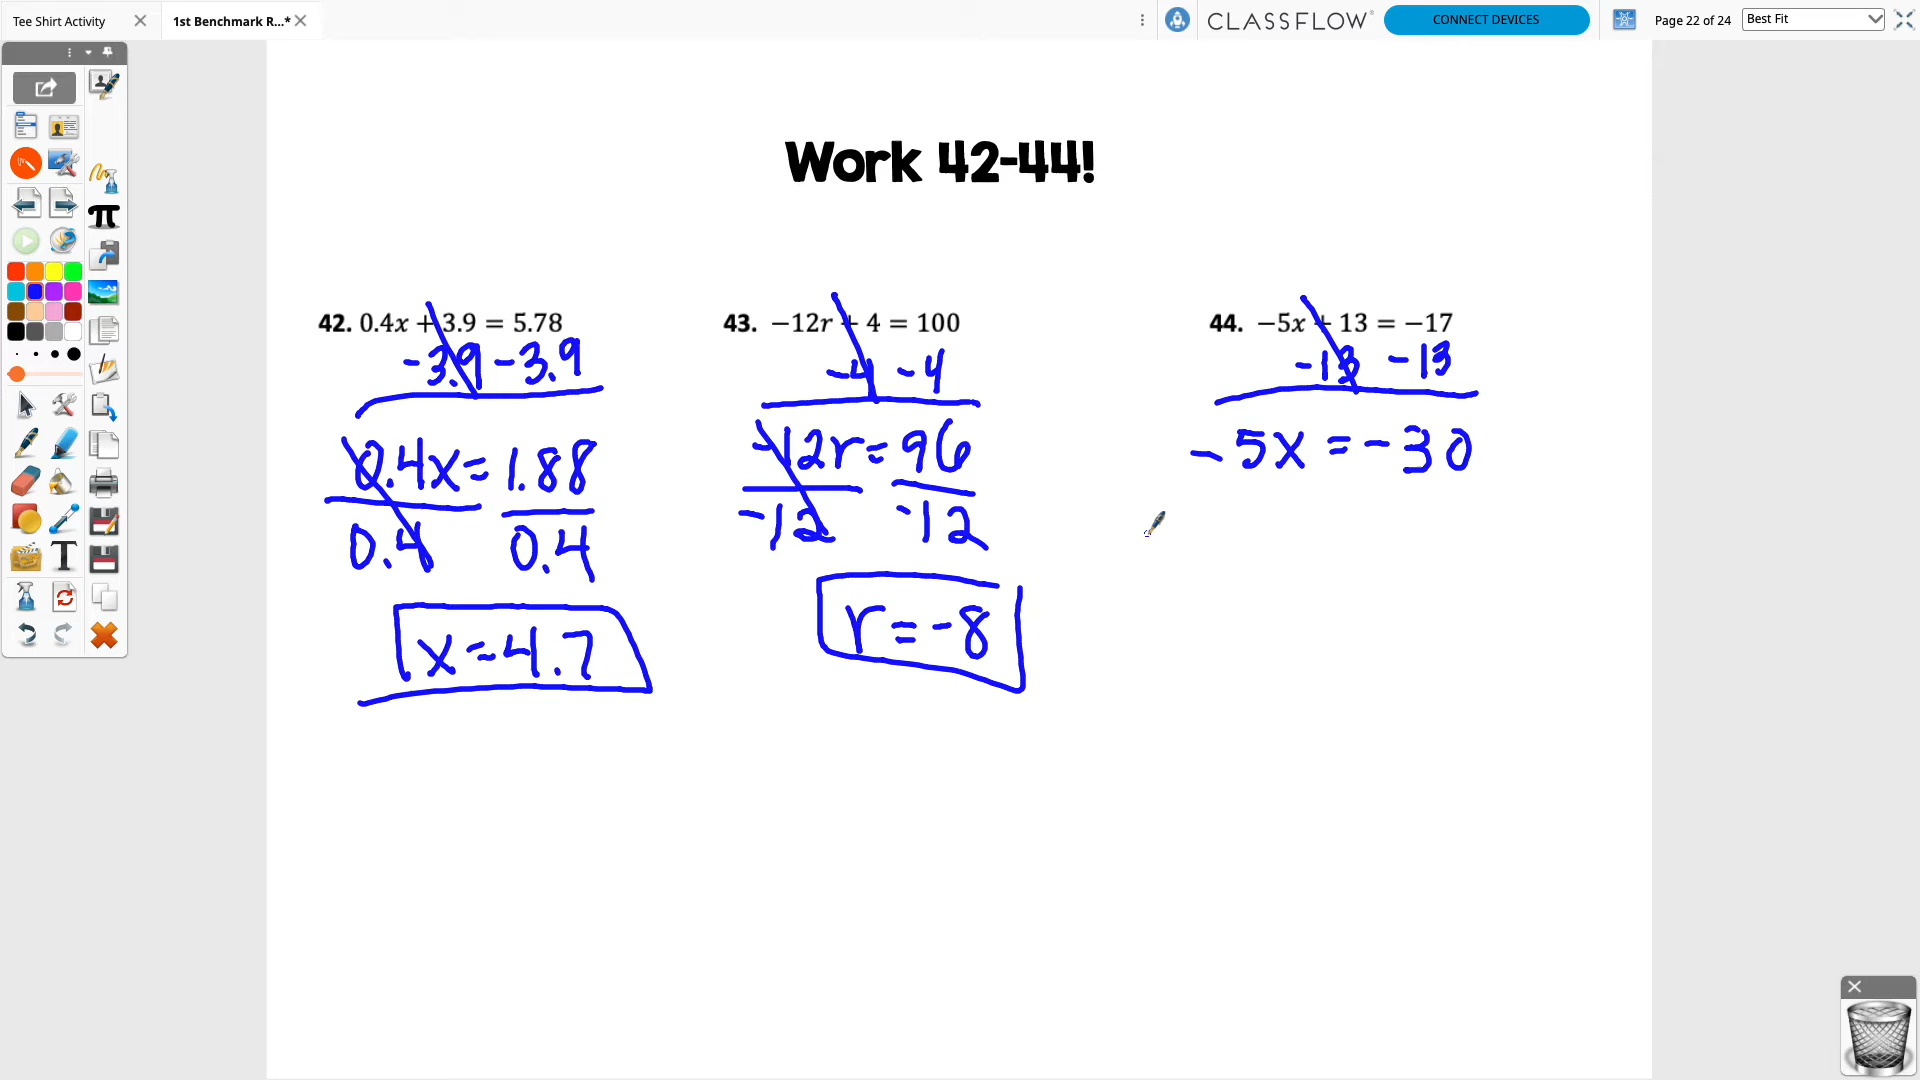 Tee Shirt Activity
1st Benchmark R...*
CLASSFLOW
CONNECT DEVICES
Page 22 of 24
Best Fit
Work 42-44!
42. 0.4x + 3.9 = 5.78
-3.9 -3.9
0.4x = 1.88
0.4 0.4
x = 4.7
43. −12r + 4 = 100
-4 -4
-12r = 96
-12 -12
r = -8
44. −5x + 13 = −17
-13 -13
-5x = -30